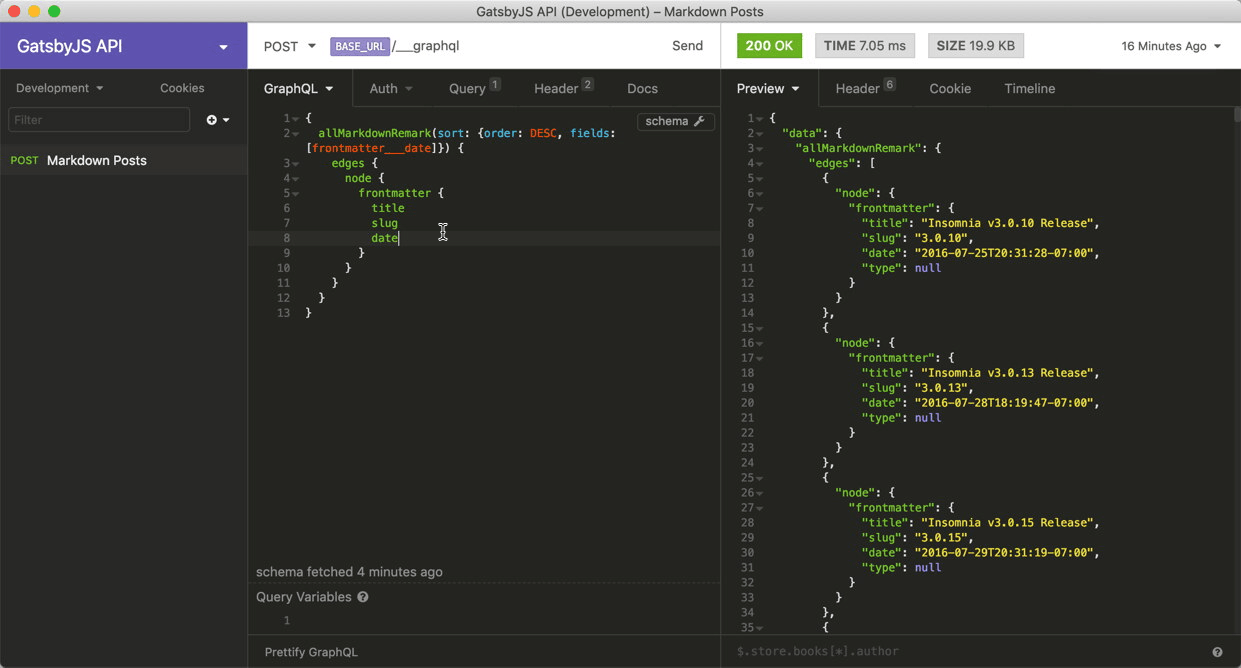 GatsbyJS API (Development) – Markdown Posts
GatsbyJS API
POST BASE_URL /___graphql Send
200 OK TIME 7.05 ms SIZE 19.9 KB 16 Minutes Ago
Development Cookies
GraphQL Auth Query 1 Header 2 Docs
Preview Header 6 Cookie Timeline
Filter
POST Markdown Posts
schema
1 {
2 allMarkdownRemark(sort: {order: DESC, fields:
[frontmatter___date]}) {
3 edges {
4 node {
5 frontmatter {
6 title
7 slug
8 date
9 }
10 }
11 }
12 }
13 }
schema fetched 4 minutes ago
Query Variables ?
1
Prettify GraphQL
1 {
2 "data": {
3 "allMarkdownRemark": {
4 "edges": [
5 {
6 "node": {
7 "frontmatter": {
8 "title": "Insomnia v3.0.10 Release",
9 "slug": "3.0.10",
10 "date": "2016-07-25T20:31:28-07:00",
11 "type": null
12 }
13 }
14 },
15 {
16 "node": {
17 "frontmatter": {
18 "title": "Insomnia v3.0.13 Release",
19 "slug": "3.0.13",
20 "date": "2016-07-28T18:19:47-07:00",
21 "type": null
22 }
23 }
24 },
25 {
26 "node": {
27 "frontmatter": {
28 "title": "Insomnia v3.0.15 Release",
29 "slug": "3.0.15",
30 "date": "2016-07-29T20:31:19-07:00",
31 "type": null
32 }
33 }
34 },
35 {
$.store.books[*].author ?